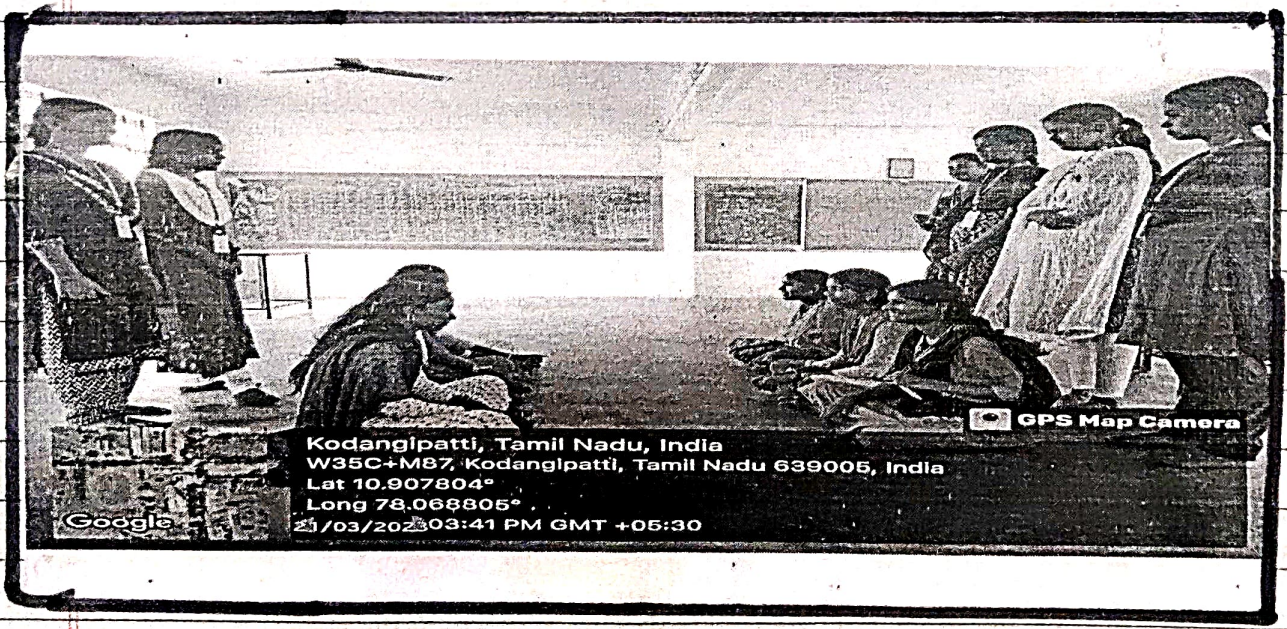 GPS Map Camera
Kodangipatti, Tamil Nadu, India
W35C+M87, Kodangipatti, Tamil Nadu 639005, India
Lat 10.907804°
Long 78.068805°
03:41 PM GMT +05:30
Google